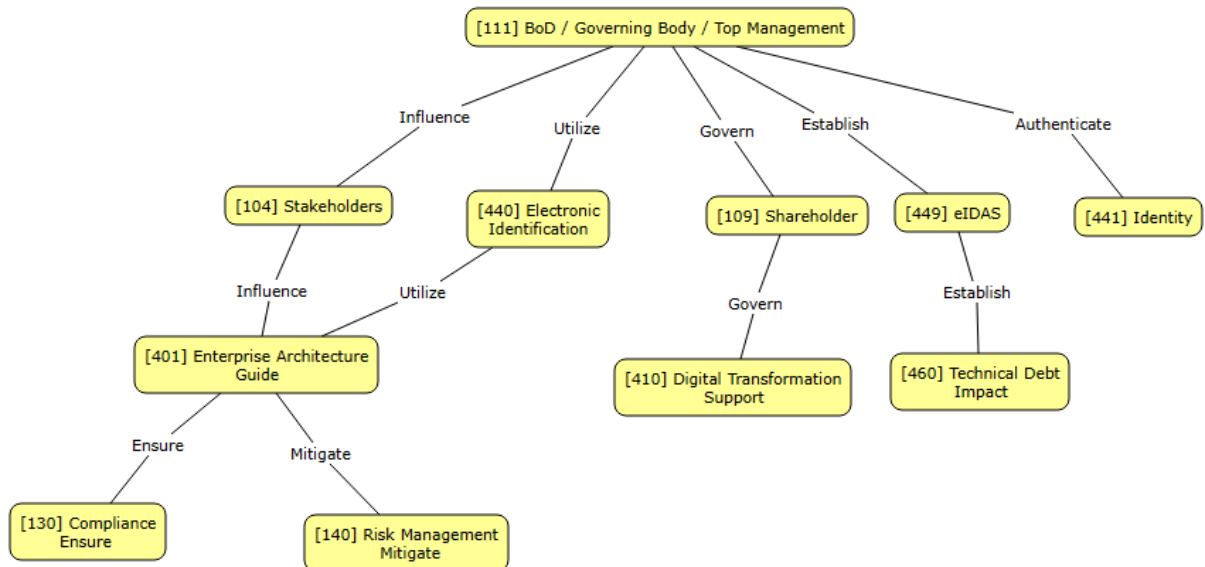 [111] BoD / Governing Body / Top Management
Influence
Utilize
Govern
Establish
Authenticate
[104] Stakeholders
[440] Electronic
Identification
[109] Shareholder
[449] eIDAS
[441] Identity
Influence
Utilize
Govern
Establish
[401] Enterprise Architecture
Guide
[410] Digital Transformation
Support
[460] Technical Debt
Impact
Ensure
Mitigate
[130] Compliance
Ensure
[140] Risk Management
Mitigate